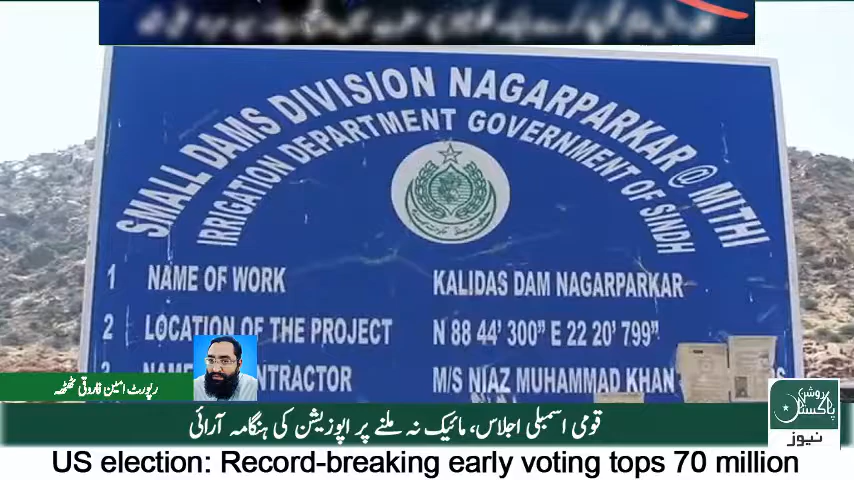 SMALL DAMS DIVISION NAGARPARKAR @ MITHI
IRRIGATION DEPARTMENT GOVERNMENT OF SINDH
1 NAME OF WORK KALIDAS DAM NAGARPARKAR
2 LOCATION OF THE PROJECT N 88 44' 300" E 22 20' 799"
3 M/S NIAZ MUHAMMAD KHAN
رپورٹ امین فاروقی ٹھٹھہ
قومی اسمبلی اجلاس، مائیک نہ ملنے پر اپوزیشن کی ہنگامہ آرائی
روشن پاکستان نیوز
US election: Record-breaking early voting tops 70 million